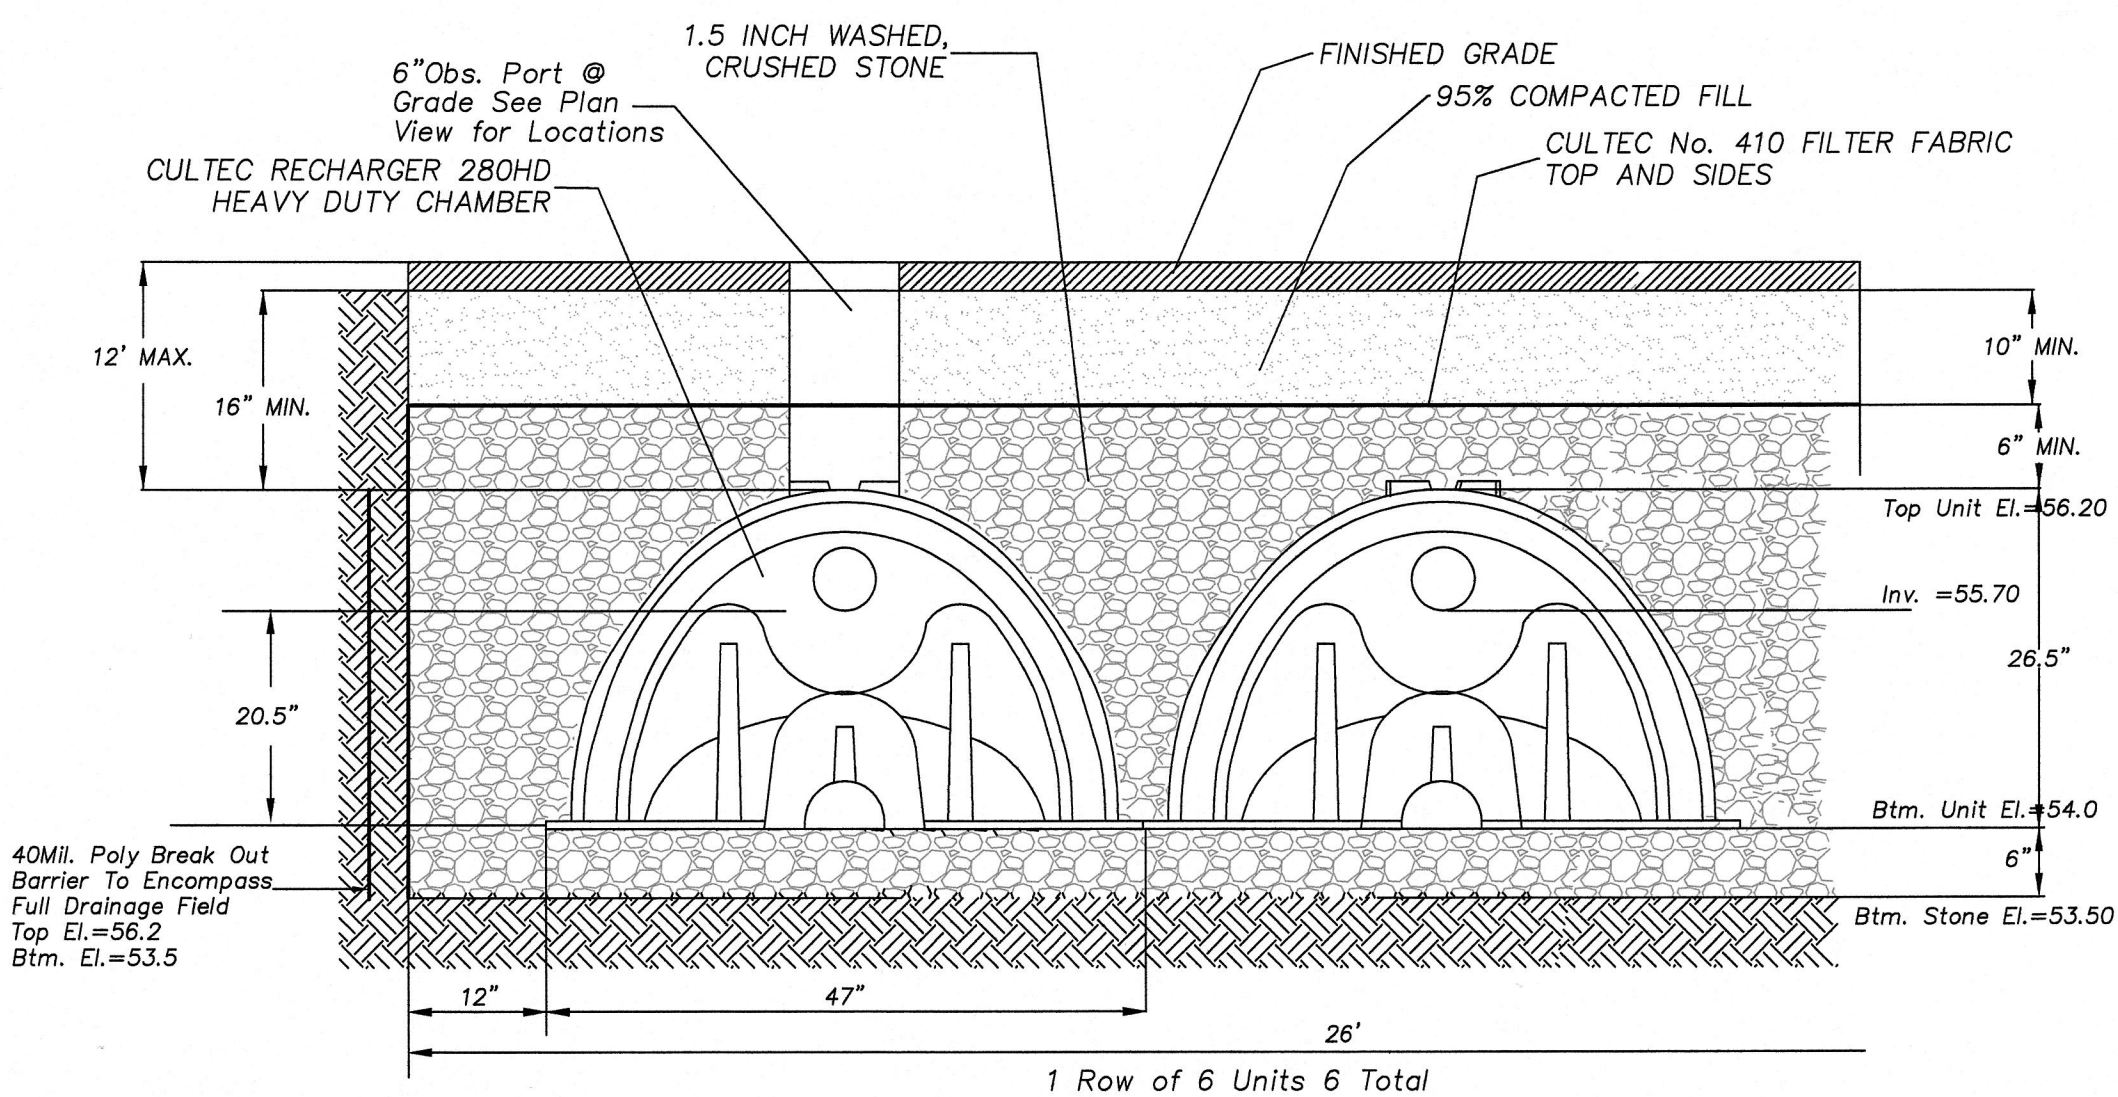 1.5 INCH WASHED,
CRUSHED STONE
6"Obs. Port @
Grade See Plan
View for Locations
CULTEC RECHARGER 280HD
HEAVY DUTY CHAMBER
FINISHED GRADE
95% COMPACTED FILL
CULTEC No. 410 FILTER FABRIC
TOP AND SIDES
12' MAX.
16" MIN.
10" MIN.
6" MIN.
Top Unit El.=56.20
Inv. =55.70
26.5"
20.5"
Btm. Unit El.=54.0
6"
Btm. Stone El.=53.50
40Mil. Poly Break Out
Barrier To Encompass
Full Drainage Field
Top El.=56.2
Btm. El.=53.5
12"
47"
26'
1 Row of 6 Units 6 Total